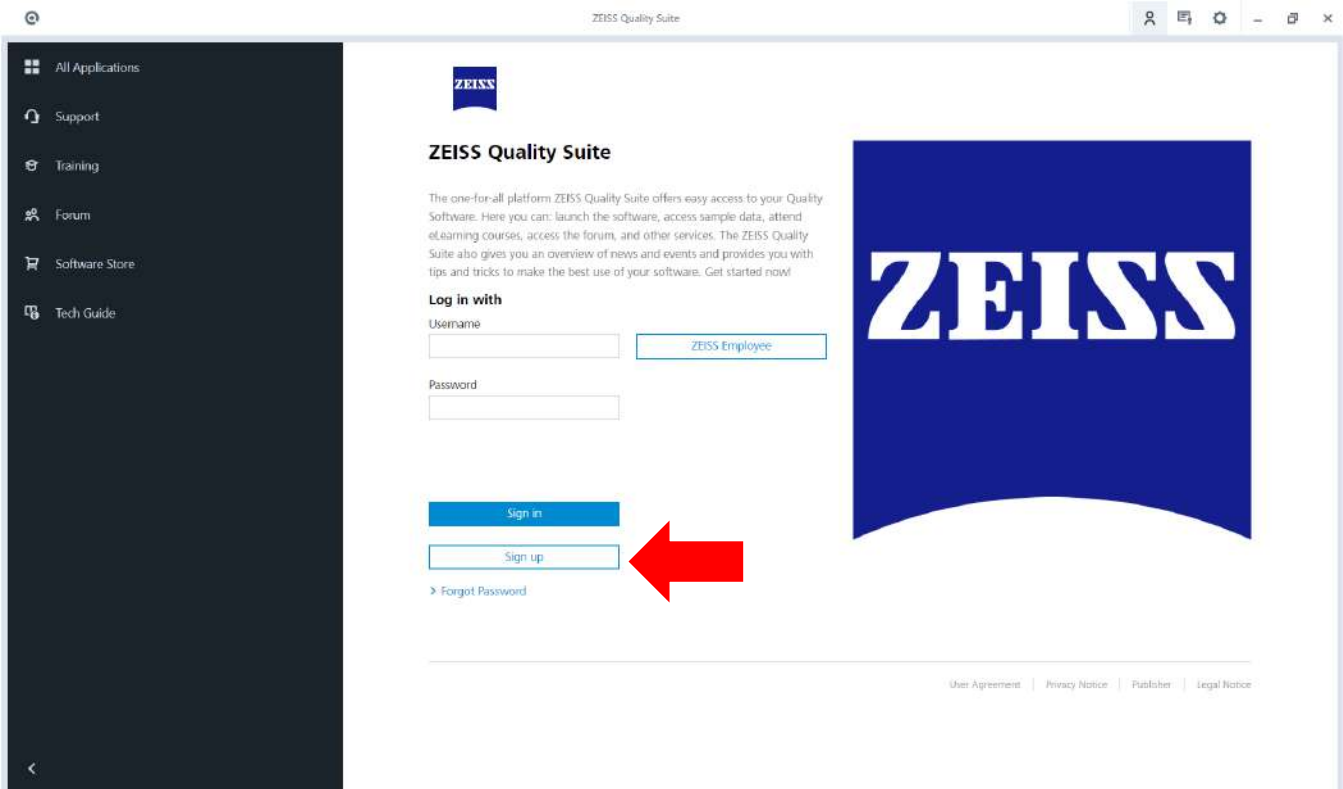 ZEISS Quality Suite
All Applications
Support
Training
Forum
Software Store
Tech Guide
ZEISS
ZEISS Quality Suite
The one-for-all platform ZEISS Quality Suite offers easy access to your Quality
Software. Here you can: launch the software, access sample data, attend
eLearning courses, access the forum, and other services. The ZEISS Quality
Suite also gives you an overview of news and events and provides you with
tips and tricks to make the best use of your software. Get started now!
Log in with
Username
ZEISS Employee
Password
Sign in
Sign up
> Forgot Password
ZEISS
User Agreement | Privacy Notice | Publisher | Legal Notice